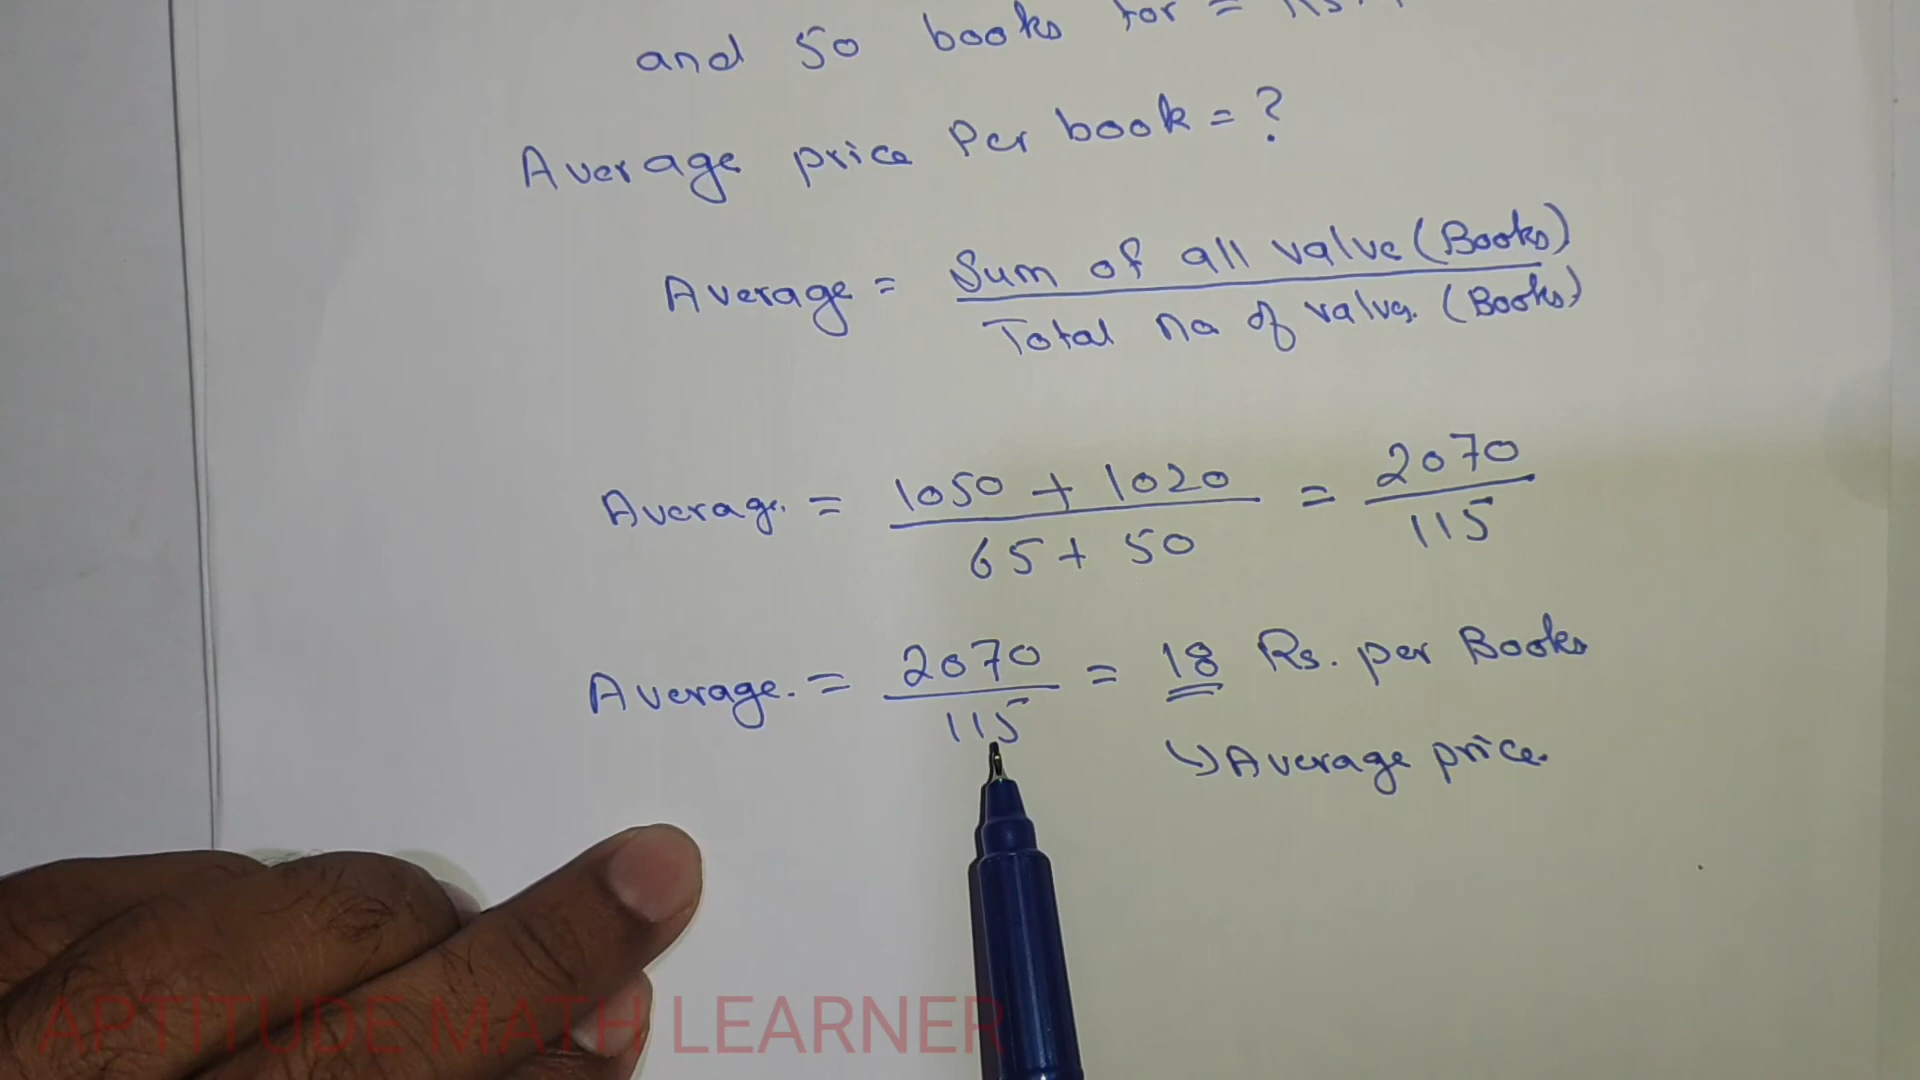 and 50 books for =
Average price Per book = ?
Average = Sum of all value (Books)
Total no of value. (Books)
Average. = 1050 + 1020 = 2070
65 + 50 115
Average. = 2070 = 18 Rs. per Books
115
↳ Average price.
APTITUDE MATH LEARNER